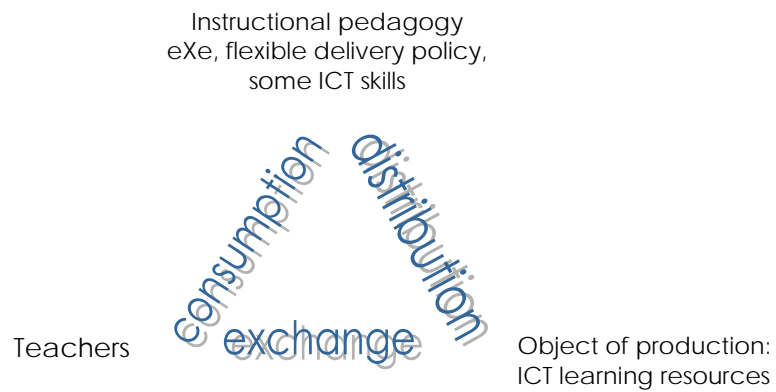 Instructional pedagogy
eXe, flexible delivery policy,
some ICT skills
consumption
distribution
exchange
Teachers
Object of production:
ICT learning resources